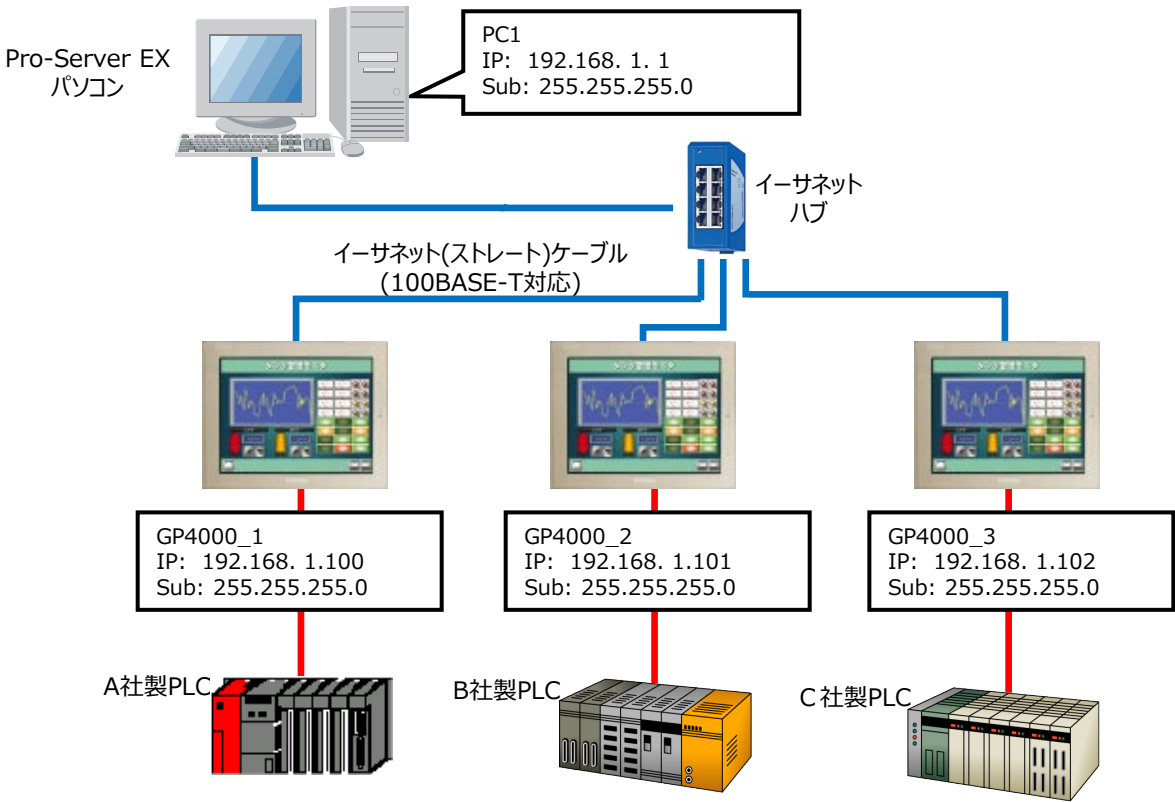 Pro-Server EX
パソコン
PC1
IP: 192.168. 1. 1
Sub: 255.255.255.0
イーサネット
ハブ
イーサネット(ストレート)ケーブル
(100BASE-T対応)
GP4000_1
IP: 192.168. 1.100
Sub: 255.255.255.0
GP4000_2
IP: 192.168. 1.101
Sub: 255.255.255.0
GP4000_3
IP: 192.168. 1.102
Sub: 255.255.255.0
A社製PLC
B社製PLC
C社製PLC